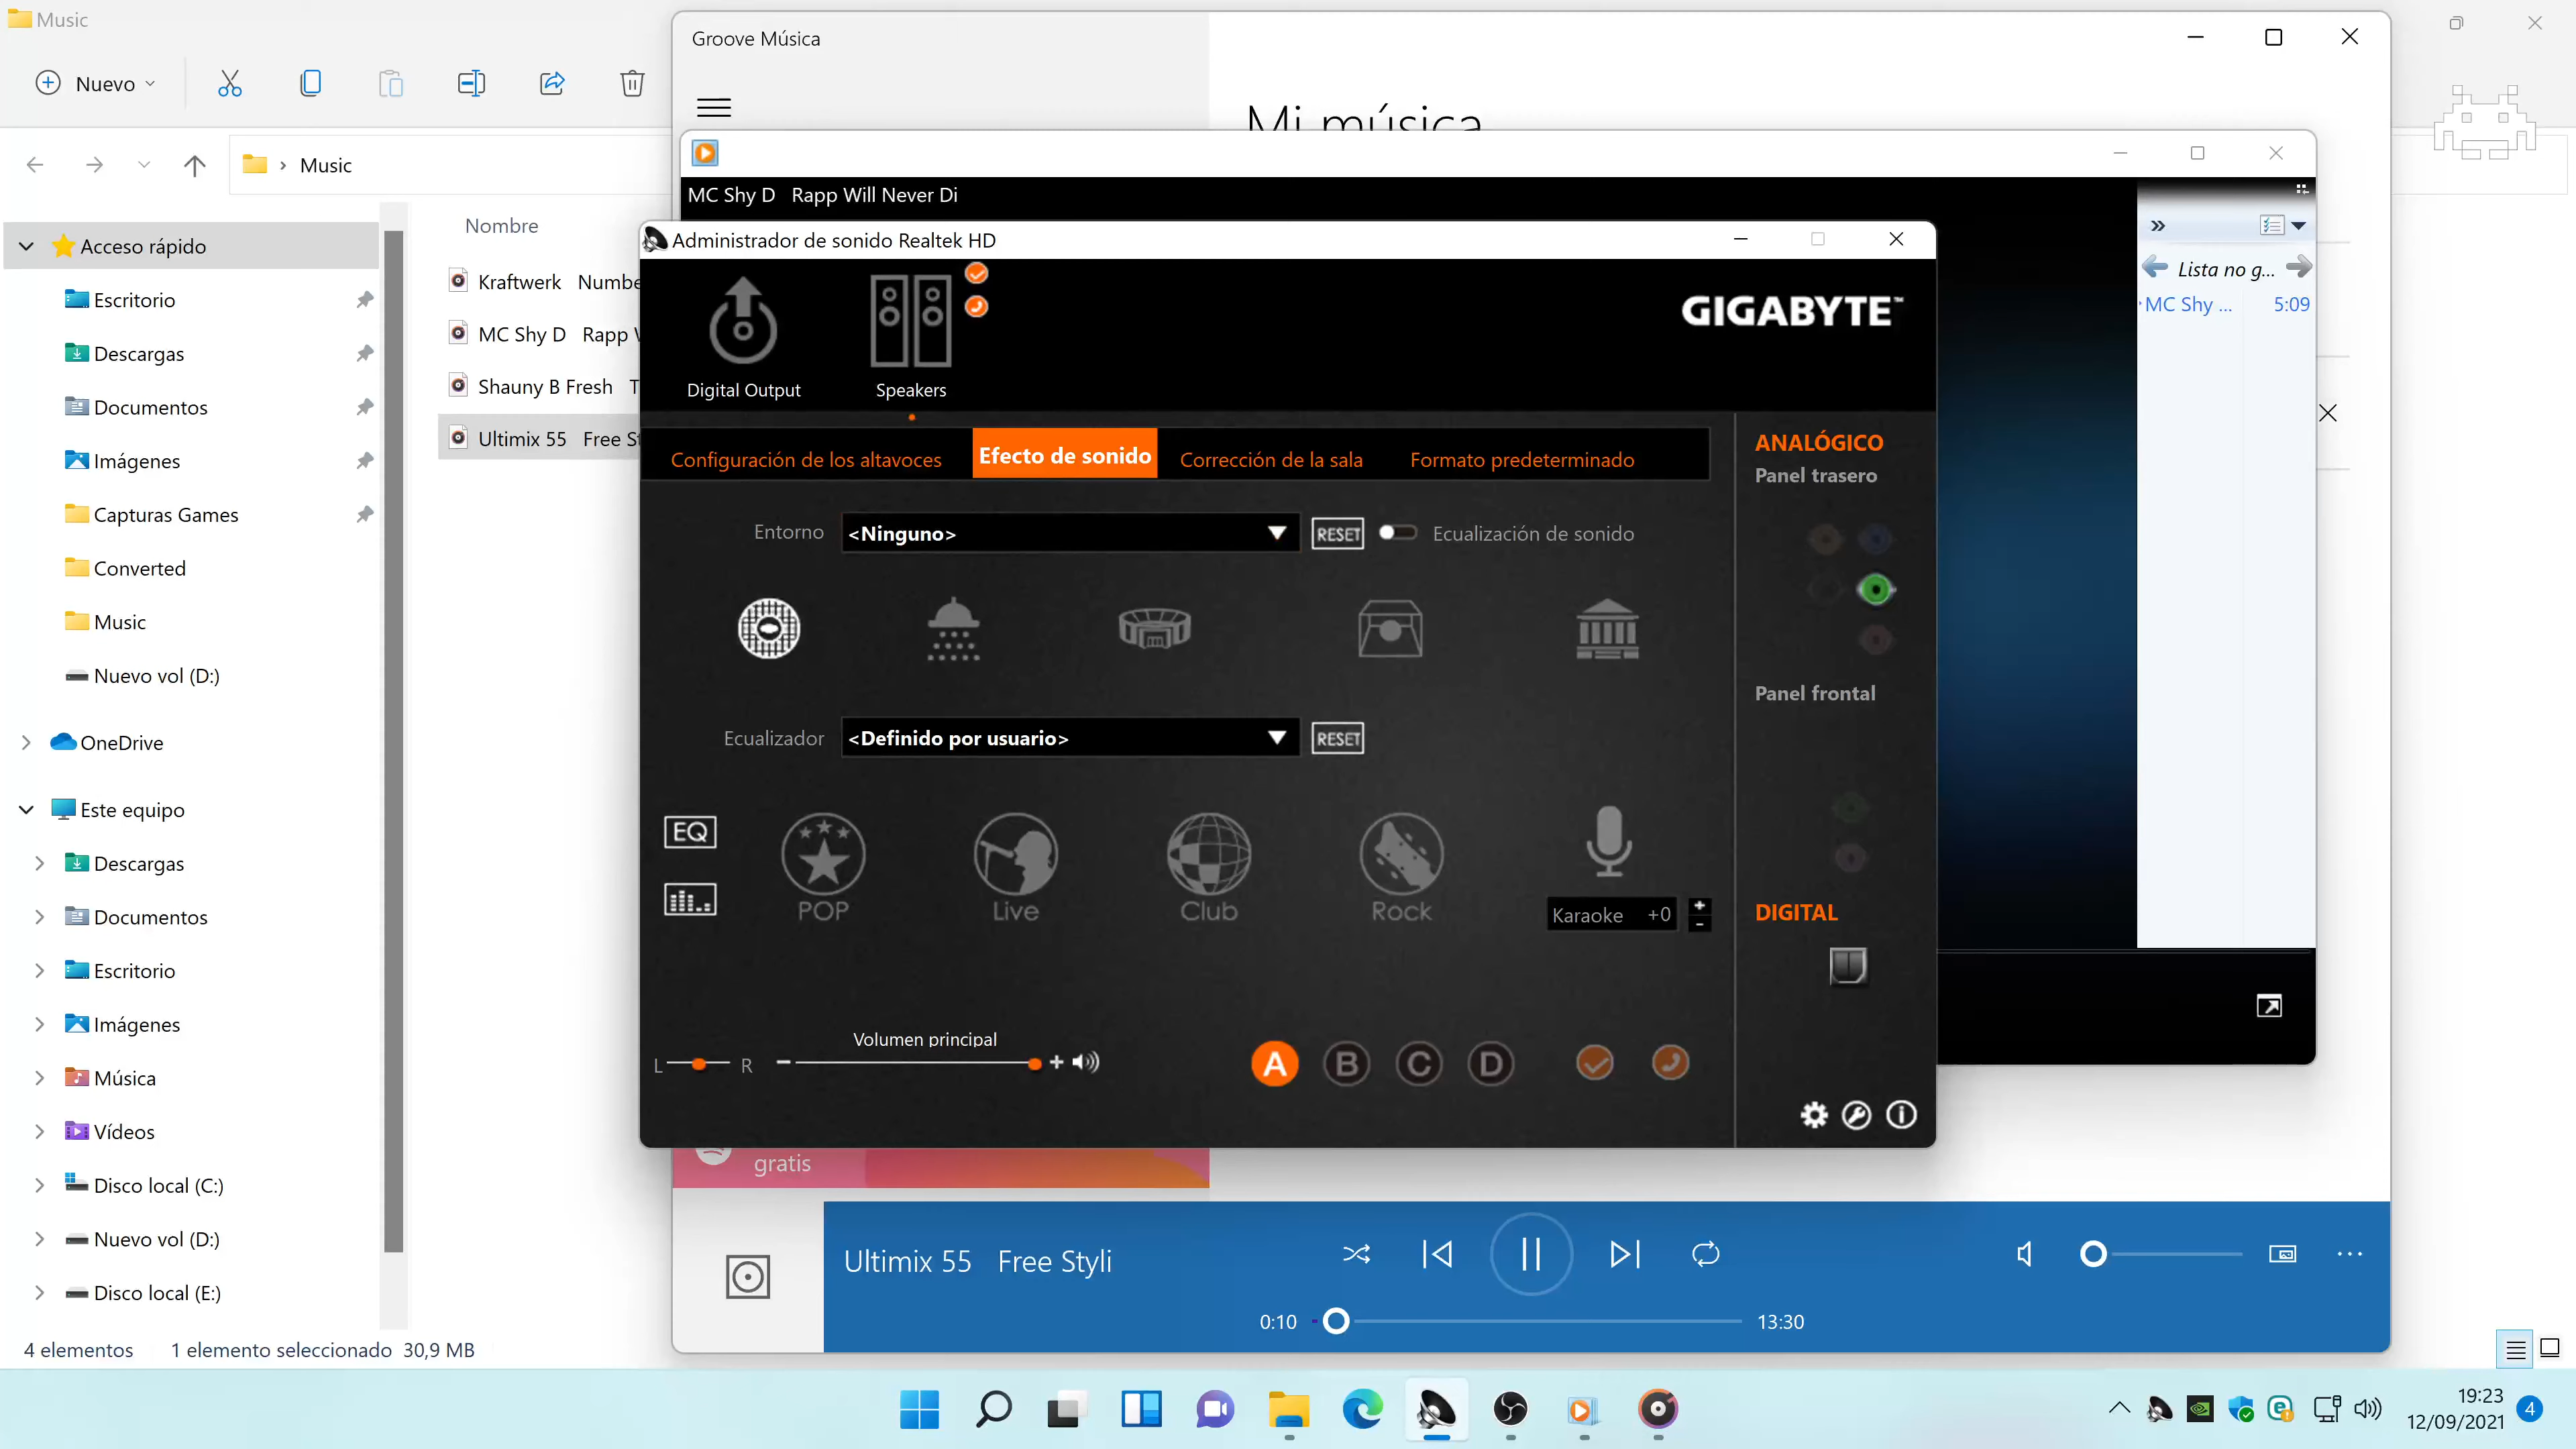 Music
Nuevo
Music
Acceso rápido
Escritorio
Descargas
Documentos
Imágenes
Capturas Games
Converted
Music
Nuevo vol (D:)
OneDrive
Este equipo
Descargas
Documentos
Escritorio
Imágenes
Música
Vídeos
Disco local (C:)
Nuevo vol (D:)
Disco local (E:)
Nombre
Kraftwerk Numbe
MC Shy D Rapp
Shauny B Fresh T
Ultimix 55 Free St
4 elementos 1 elemento seleccionado 30,9 MB
Groove Música
Mi música
MC Shy D Rapp Will Never Di
Lista no g...
MC Shy ... 5:09
Administrador de sonido Realtek HD
Digital Output
Speakers
GIGABYTE™
Configuración de los altavoces
Efecto de sonido
Corrección de la sala
Formato predeterminado
Entorno <Ninguno> RESET Ecualización de sonido
Ecualizador <Definido por usuario> RESET
EQ
POP
Live
Club
Rock
Karaoke +0
+
-
Volumen principal
L R
A B C D
ANALÓGICO
Panel trasero
Panel frontal
DIGITAL
gratis
Ultimix 55 Free Styli
0:10 13:30
19:23
12/09/2021
4